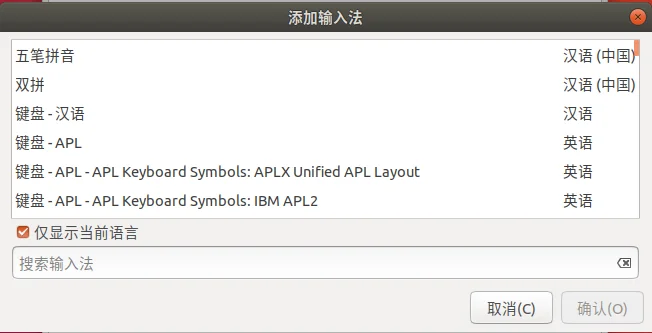 添加输入法
五笔拼音 汉语 (中国)
双拼 汉语 (中国)
键盘 - 汉语 汉语
键盘 - APL 英语
键盘 - APL - APL Keyboard Symbols: APLX Unified APL Layout 英语
键盘 - APL - APL Keyboard Symbols: IBM APL2 英语
仅显示当前语言
搜索输入法
取消(C) 确认(O)